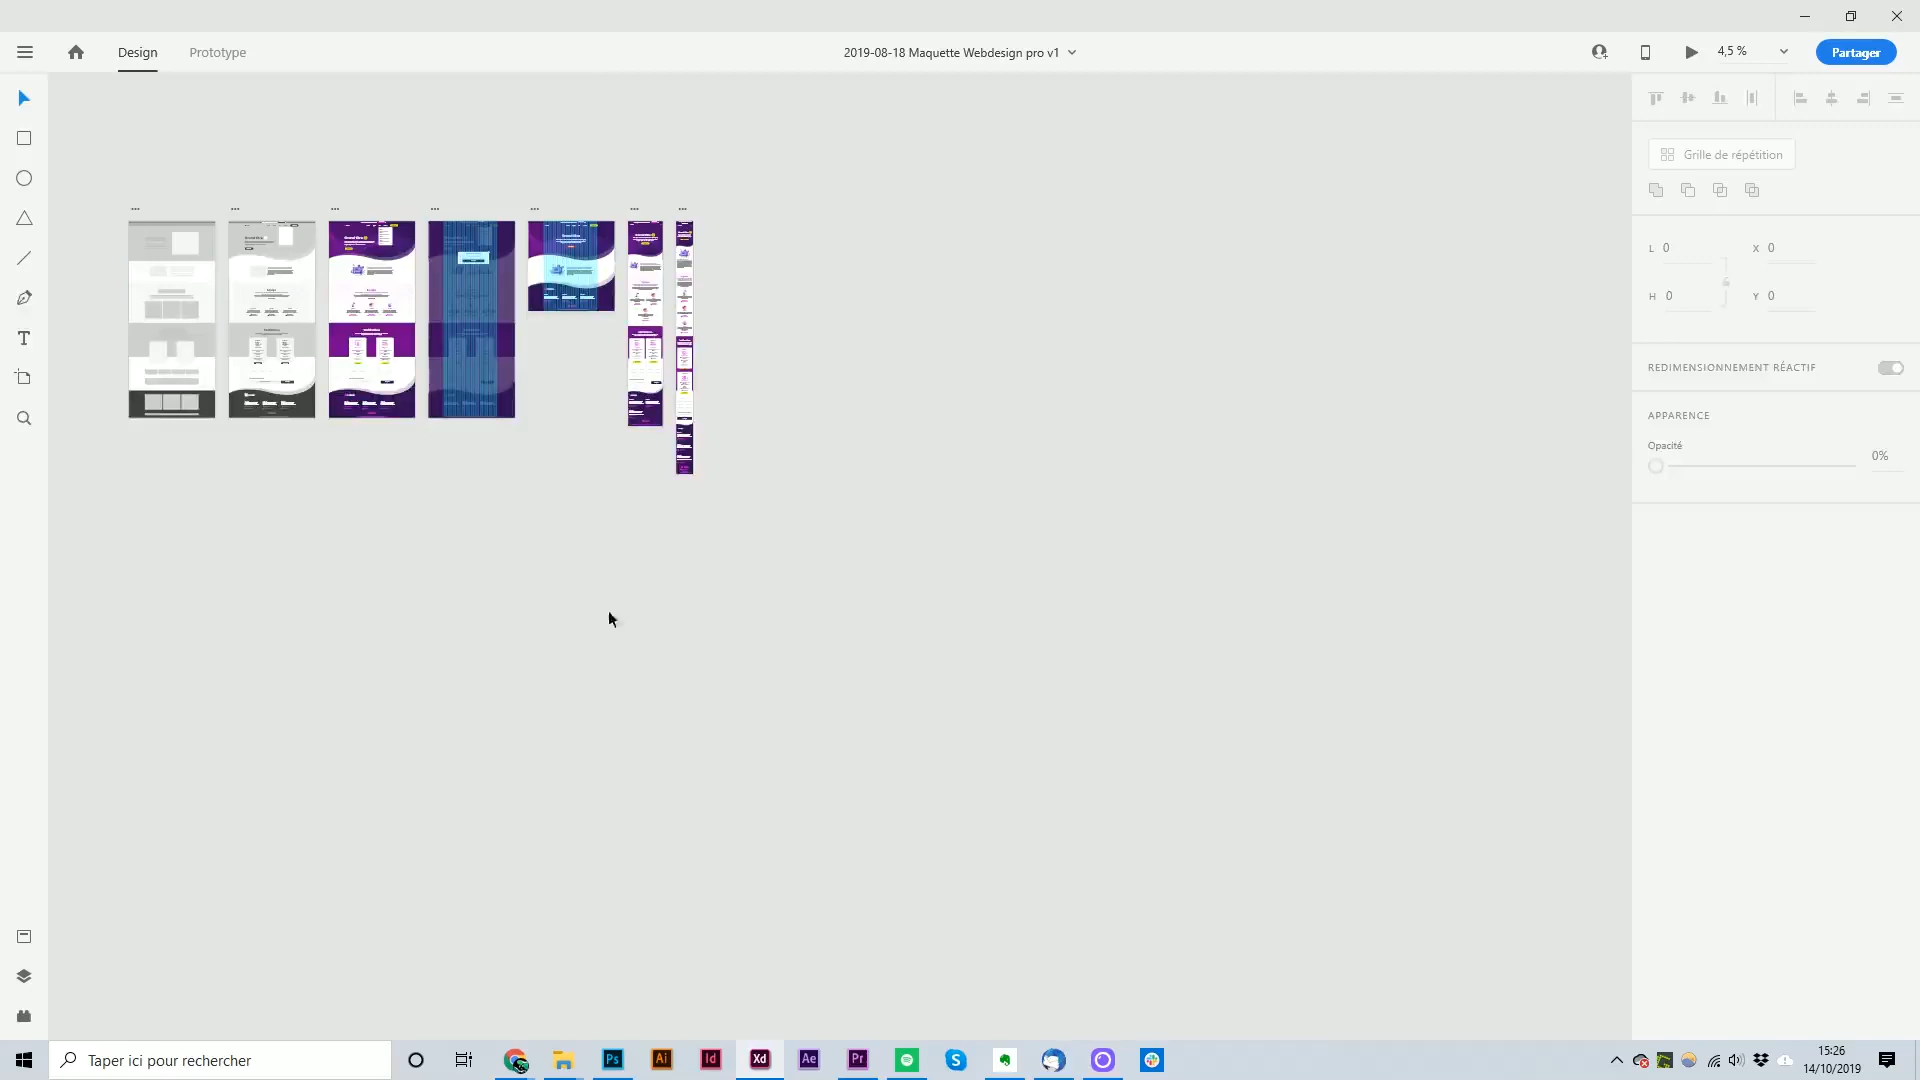 Design
Prototype
2019-08-18 Maquette Webdesign pro v1
4,5 %
Partager
Grille de répétition
L 0
X 0
H 0
Y 0
REDIMENSIONNEMENT RÉACTIF
APPARENCE
Opacité
0%
T
Taper ici pour rechercher
Ps
Ai
Id
Xd
Ae
Pr
15:26
14/10/2019